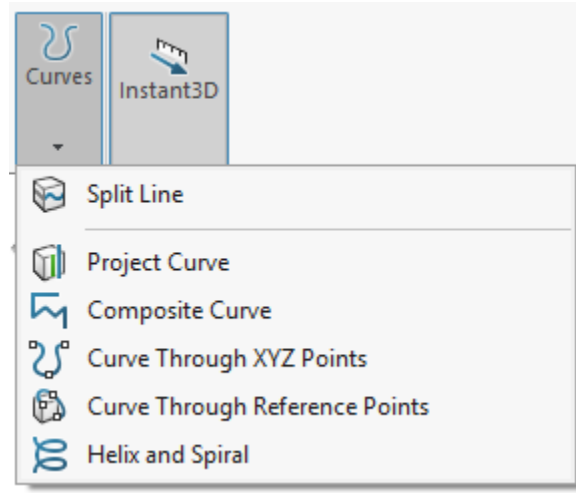 Curves
Instant3D
Split Line
Project Curve
Composite Curve
Curve Through XYZ Points
Curve Through Reference Points
Helix and Spiral